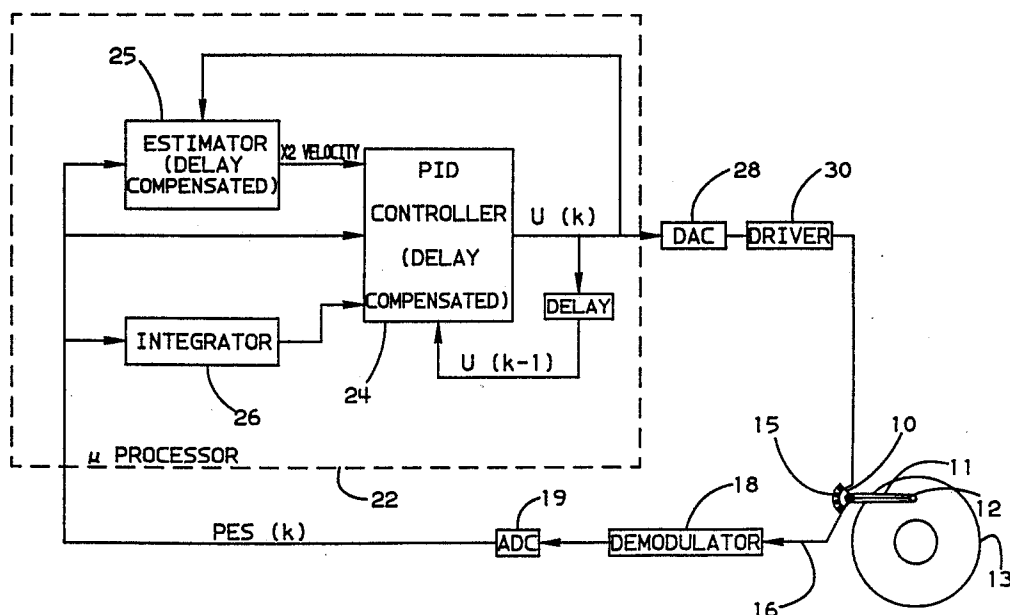 25
ESTIMATOR
(DELAY
COMPENSATED)
X2 VELOCITY
PID
CONTROLLER
(DELAY
COMPENSATED)
U (k)
28
30
DAC
DRIVER
DELAY
INTEGRATOR
U (k-1)
24
26
μ PROCESSOR
22
15
10
11
12
13
19
18
PES (k)
ADC
DEMODULATOR
16